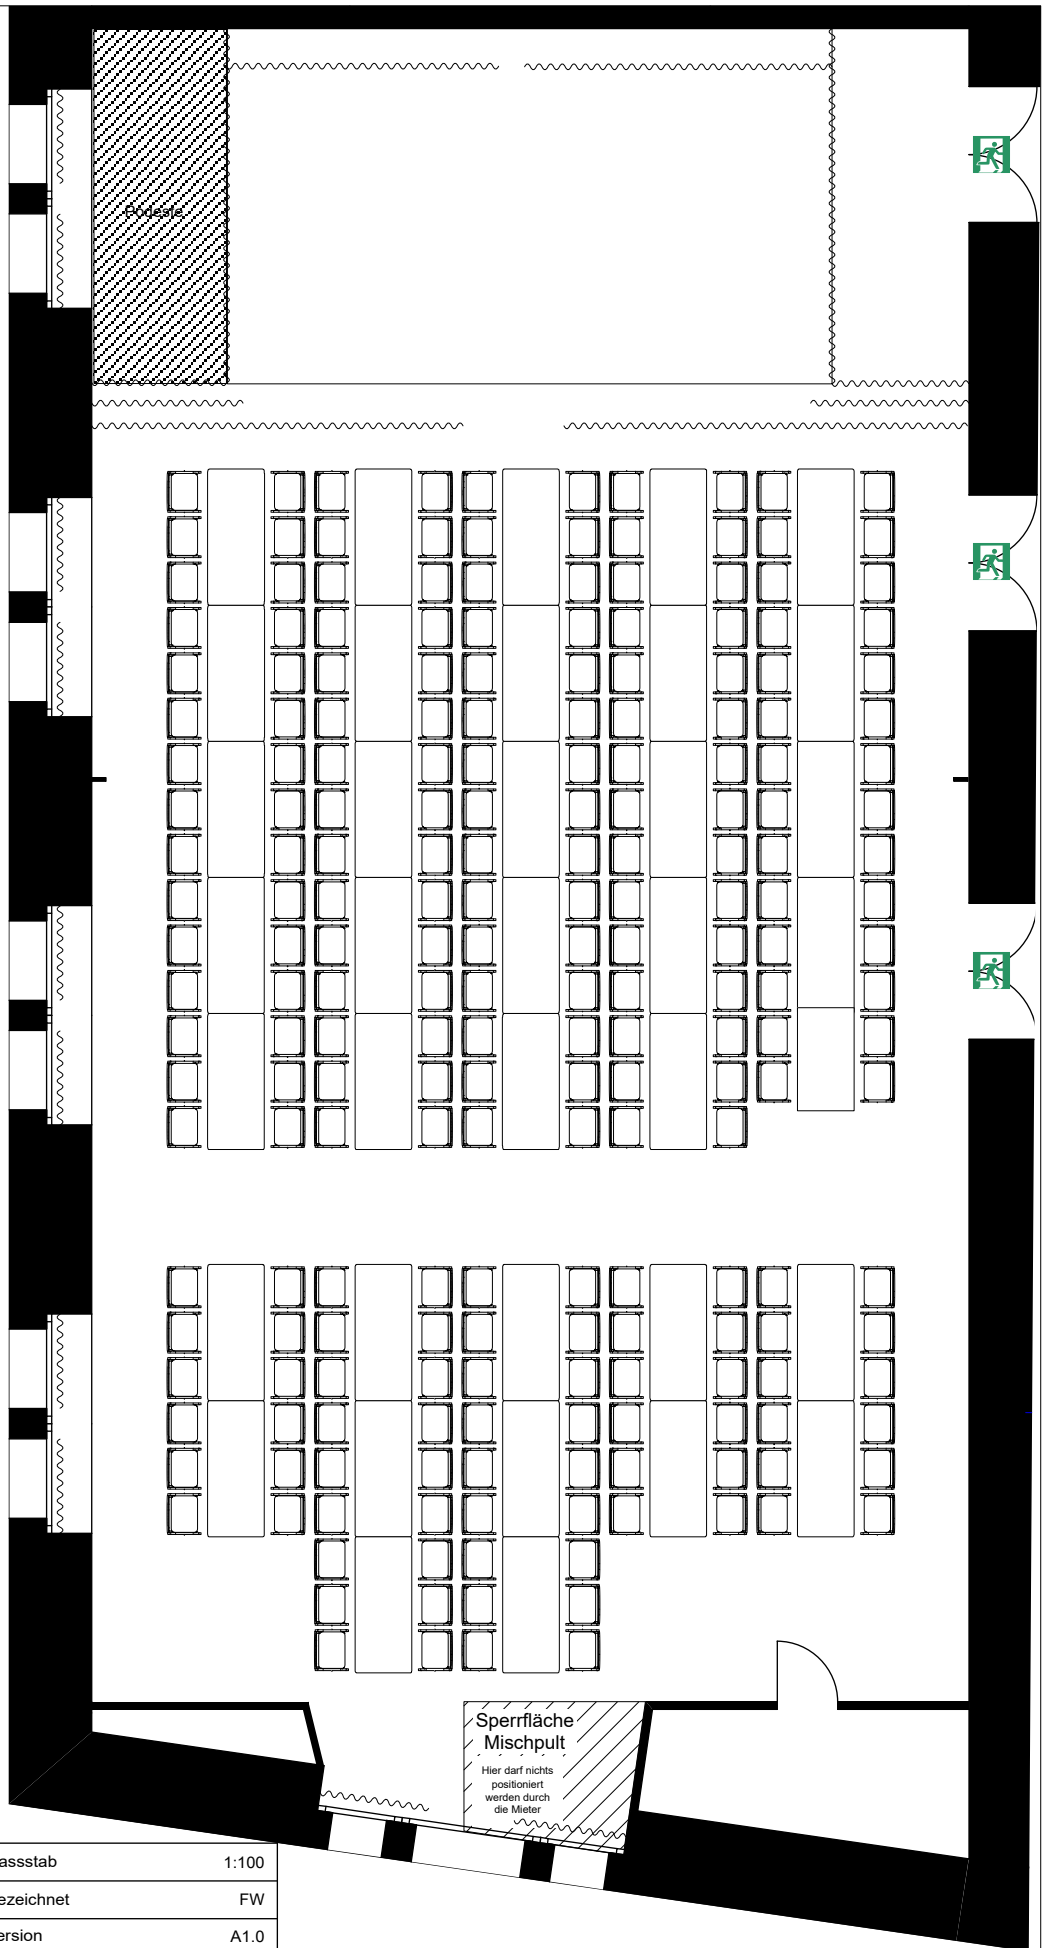 Podeste
Sperrfläche
Mischpult
Hier darf nichts
positioniert
werden durch
die Mieter
assstab 1:100
ezeichnet FW
ersion A1.0